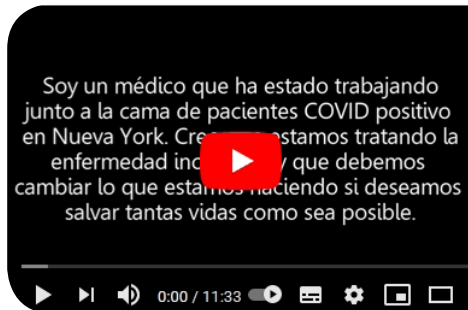 Soy un médico que ha estado trabajando
junto a la cama de pacientes COVID positivo
en Nueva York. estamos tratando la
enfermedad y que debemos
cambiar lo que estamos haciendo si deseamos
salvar tantas vidas como sea posible.
0:00 / 11:33